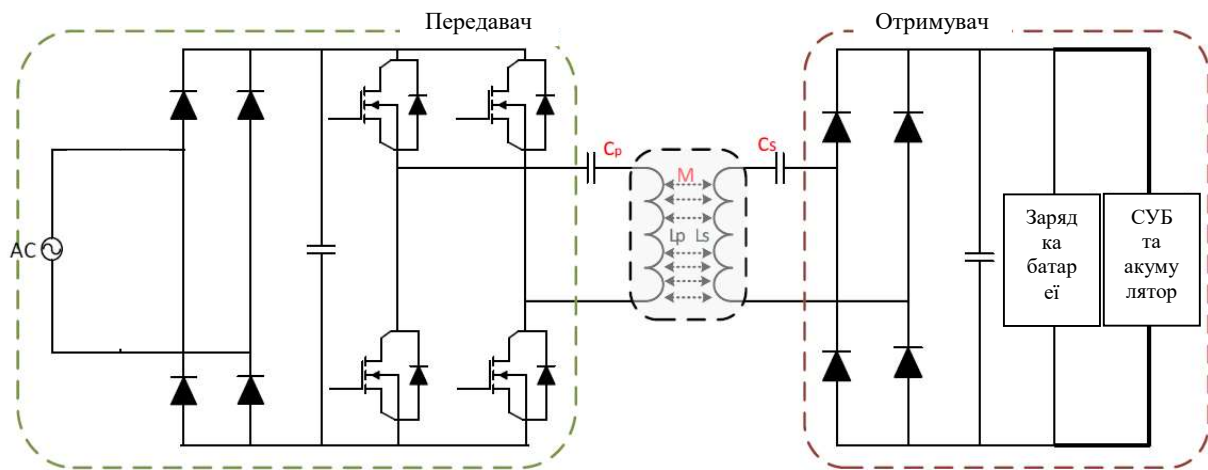 Передавач
Отримувач
AC
Cp
M
Lp
Ls
Cs
Заряд
ка
батар
еї
СУБ
та
акуму
лятор